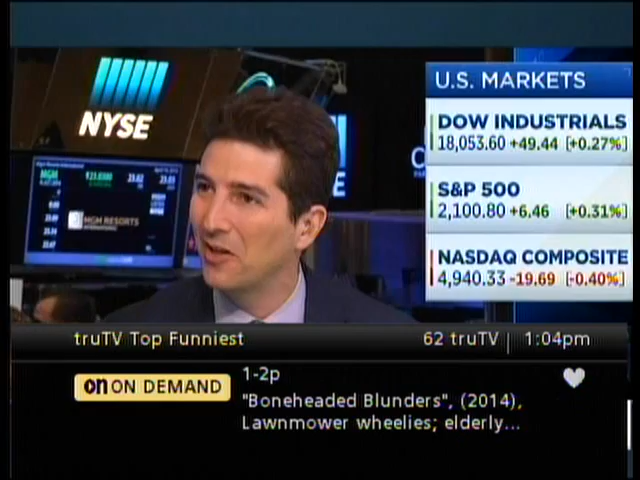 NYSE
U.S. MARKETS
DOW INDUSTRIALS
18,053.60 +49.44 [+0.27%]
S&P 500
2,100.80 +6.46 [+0.31%]
NASDAQ COMPOSITE
4,940.33 -19.69 [-0.40%]
MGM
MGM RESORTS
truTV Top Funniest
62 truTV
1:04pm
on ON DEMAND
1-2p
"Boneheaded Blunders", (2014),
Lawnmower wheelies; elderly...